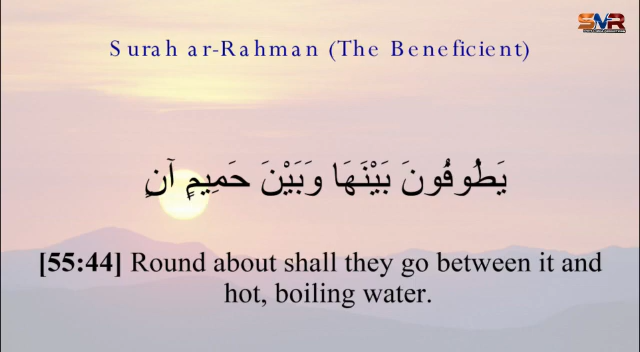 SMR
Surah ar-Rahman (The Beneficient)
يَطُوفُونَ بَيْنَهَا وَبَيْنَ حَمِيمٍ آنٍ
[55:44] Round about shall they go between it and
hot, boiling water.